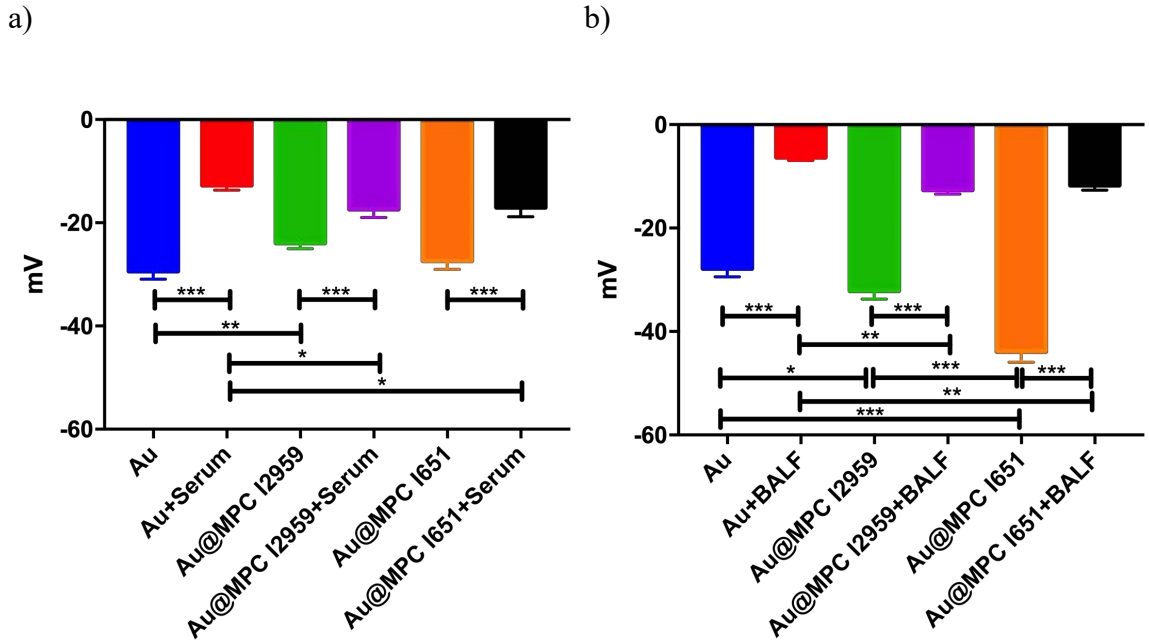 a)
b)
0
-20
-40
-60
mV
***
***
***
**
*
*
Au
Au+Serum
Au@MPC I2959
Au@MPC I2959+Serum
Au@MPC I651
Au@MPC I651+Serum
0
-20
-40
-60
mV
***
***
**
*
***
***
**
***
Au
Au+BALF
Au@MPC I2959
Au@MPC I2959+BALF
Au@MPC I651
Au@MPC I651+BALF